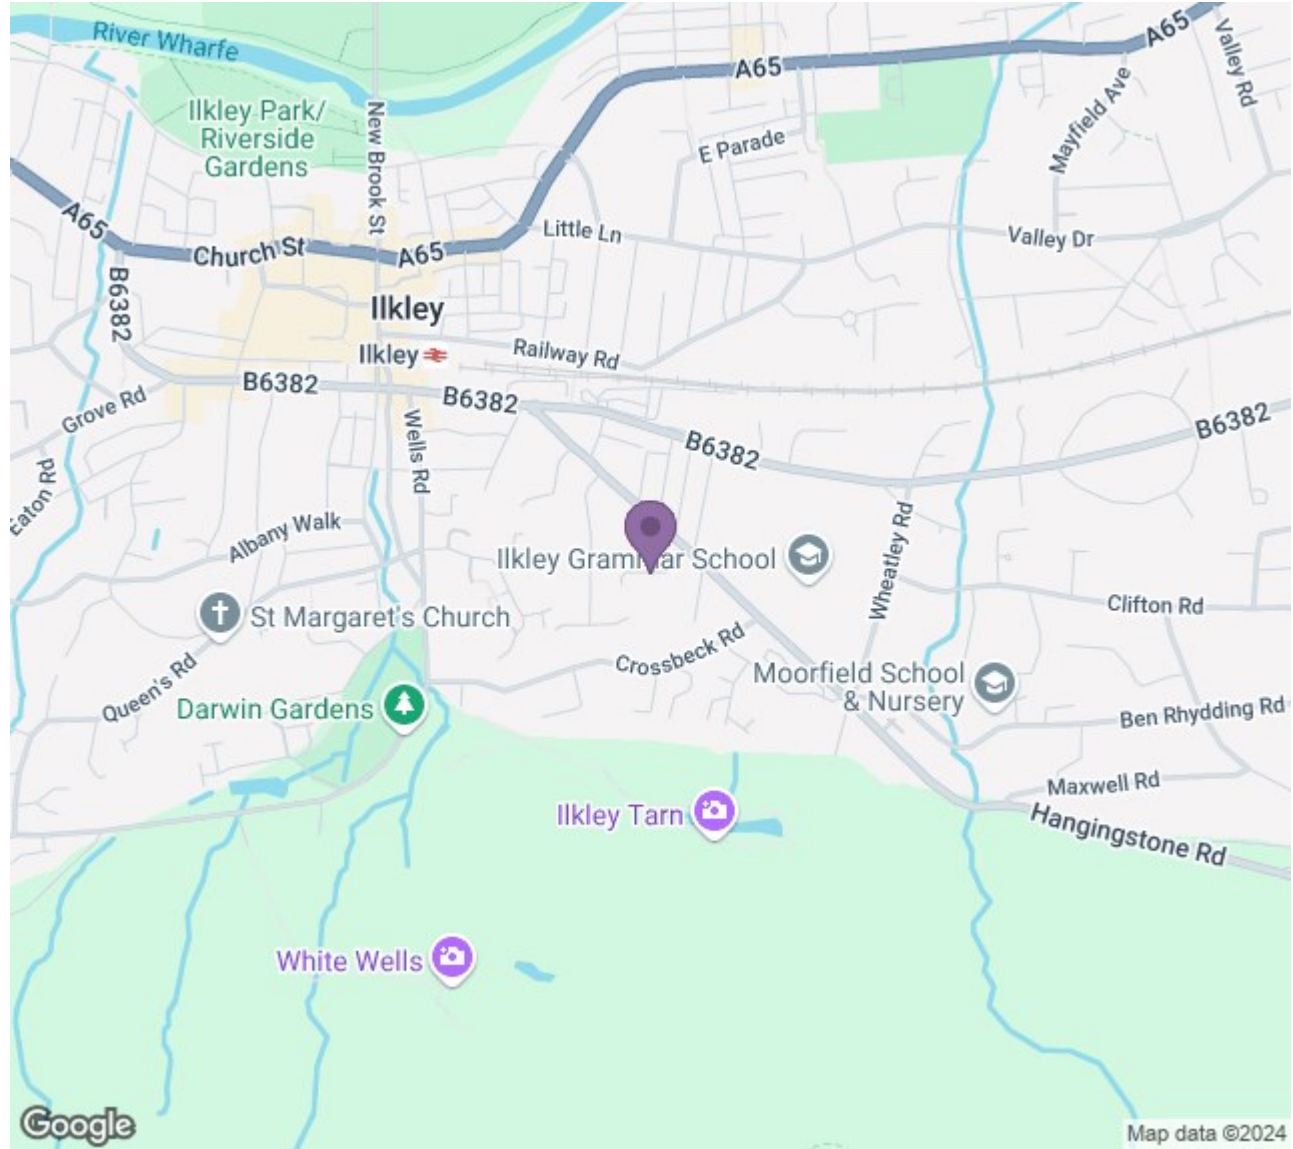 River Wharfe
A65
Valley Rd
A65
Mayfield Ave
Ilkley Park/
Riverside
Gardens
New Brook St
E Parade
A65
Church St
A65
Little Ln
Valley Dr
B6382
Ilkley
Ilkley
Railway Rd
B6382
B6382
Grove Rd
B6382
B6382
Wells Rd
Eaton Rd
Albany Walk
Ilkley Grammar School
Wheatley Rd
St Margaret's Church
Clifton Rd
Crossbeck Rd
Queen's Rd
Moorfield School
& Nursery
Darwin Gardens
Ben Rhydding Rd
Maxwell Rd
Ilkley Tarn
Hangingstone Rd
White Wells
Google
Map data ©2024